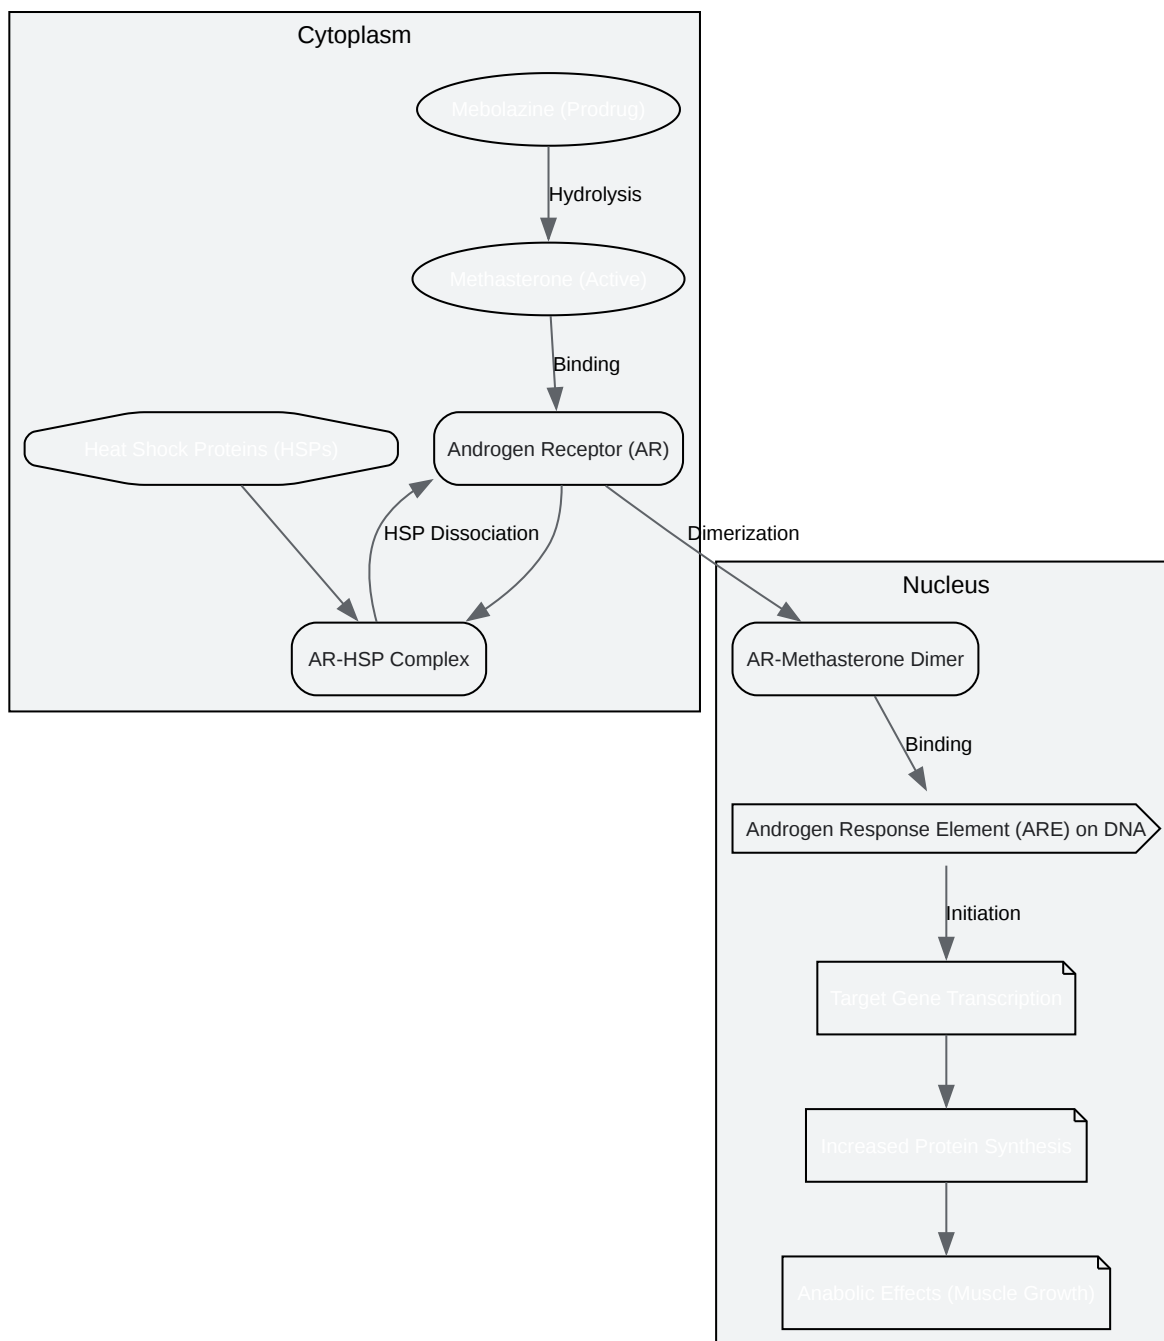 Cytoplasm
Mebolazine (Prodrug)
Hydrolysis
Methasterone (Active)
Binding
Heat Shock Proteins (HSPs)
Androgen Receptor (AR)
HSP Dissociation
Dimerization
AR-HSP Complex
Nucleus
AR-Methasterone Dimer
Binding
Androgen Response Element (ARE) on DNA
Initiation
Target Gene Transcription
Increased Protein Synthesis
Anabolic Effects (Muscle Growth)